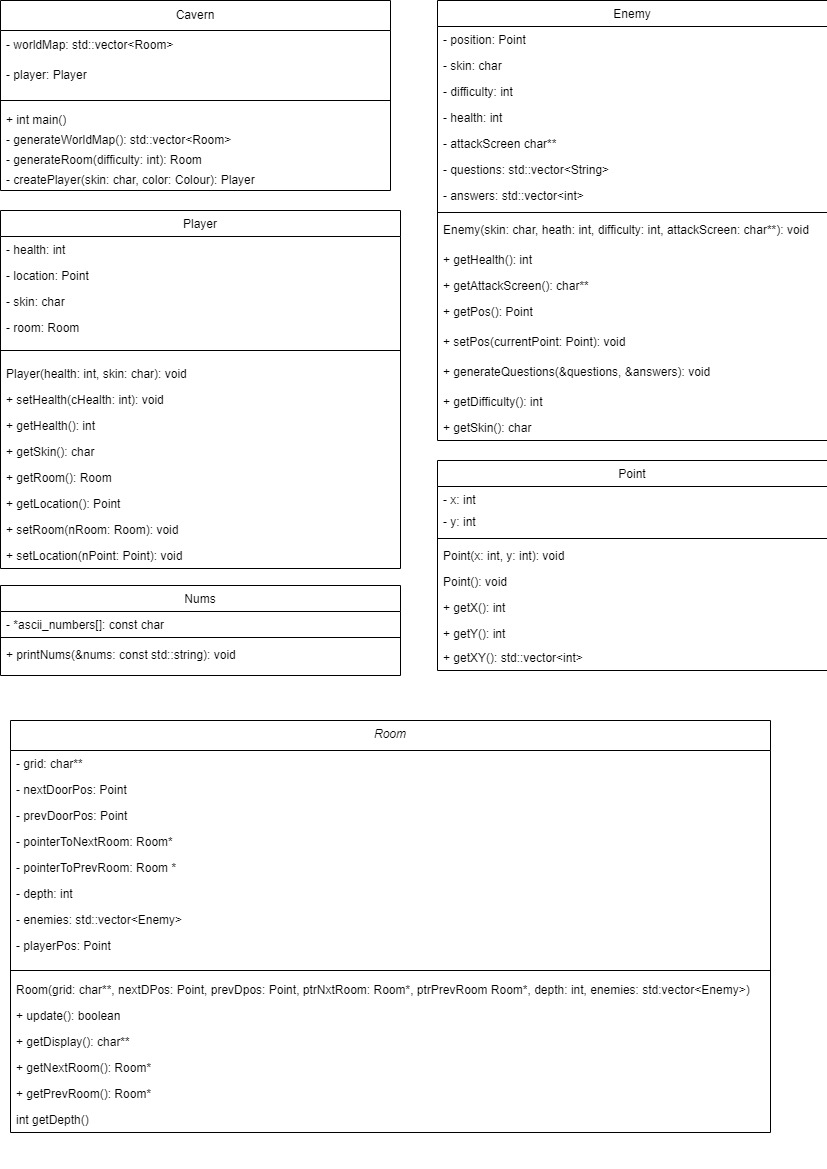 Cavern
- worldMap: std::vector<Room>
- player: Player
+ int main()
- generateWorldMap(): std::vector<Room>
- generateRoom(difficulty: int): Room
- createPlayer(skin: char, color: Colour): Player
Player
- health: int
- location: Point
- skin: char
- room: Room
Player(health: int, skin: char): void
+ setHealth(cHealth: int): void
+ getHealth(): int
+ getSkin(): char
+ getRoom(): Room
+ getLocation(): Point
+ setRoom(nRoom: Room): void
+ setLocation(nPoint: Point): void
Nums
- *ascii_numbers[]: const char
+ printNums(&nums: const std::string): void
Enemy
- position: Point
- skin: char
- difficulty: int
- health: int
- attackScreen char**
- questions: std::vector<String>
- answers: std::vector<int>
Enemy(skin: char, heath: int, difficulty: int, attackScreen: char**): void
+ getHealth(): int
+ getAttackScreen(): char**
+ getPos(): Point
+ setPos(currentPoint: Point): void
+ generateQuestions(&questions, &answers): void
+ getDifficulty(): int
+ getSkin(): char
Point
- x: int
- y: int
Point(x: int, y: int): void
Point(): void
+ getX(): int
+ getY(): int
+ getXY(): std::vector<int>
Room
- grid: char**
- nextDoorPos: Point
- prevDoorPos: Point
- pointerToNextRoom: Room*
- pointerToPrevRoom: Room *
- depth: int
- enemies: std::vector<Enemy>
- playerPos: Point
Room(grid: char**, nextDPos: Point, prevDpos: Point, ptrNxtRoom: Room*, ptrPrevRoom Room*, depth: int, enemies: std:vector<Enemy>)
+ update(): boolean
+ getDisplay(): char**
+ getNextRoom(): Room*
+ getPrevRoom(): Room*
int getDepth()